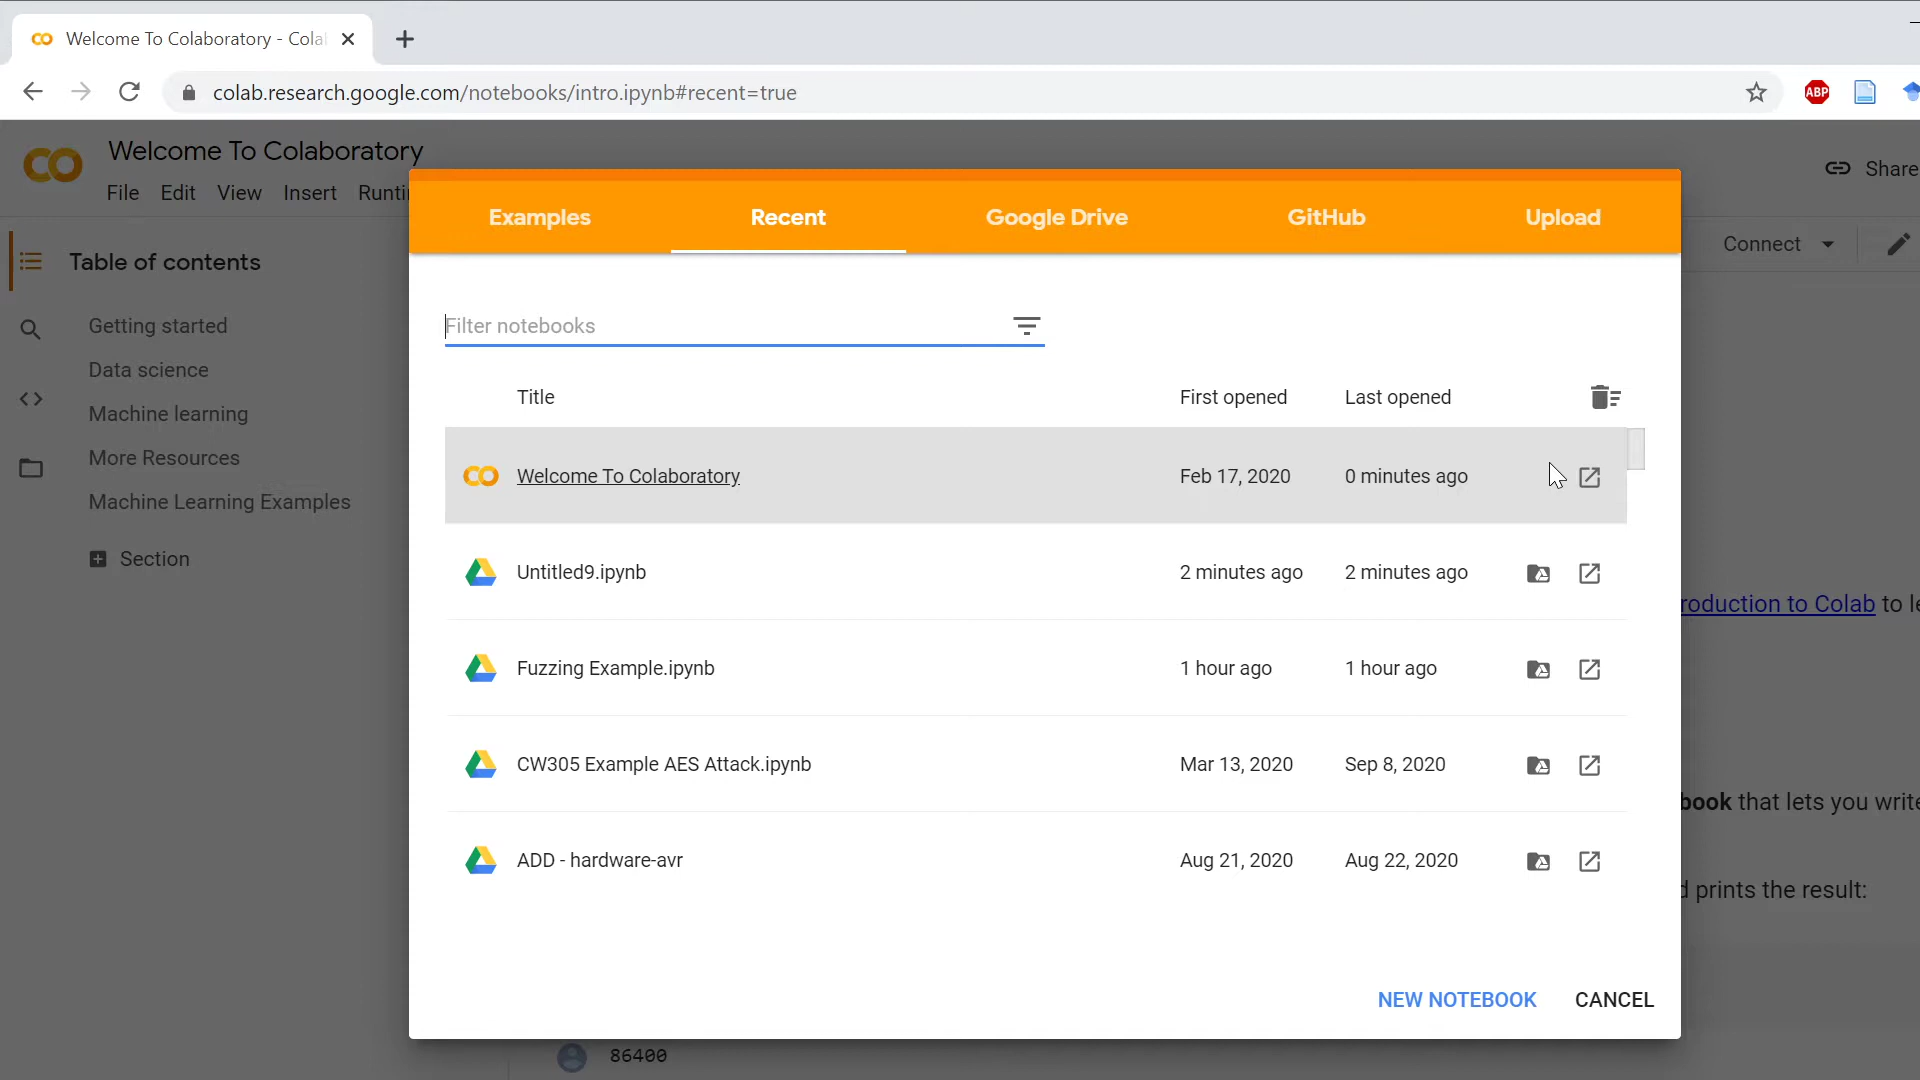 Welcome To Colaboratory - Cola
colab.research.google.com/notebooks/intro.ipynb#recent=true
ABP
Welcome To Colaboratory
File Edit View Insert Runti
Share
Examples Recent Google Drive GitHub Upload
Connect
Table of contents
Getting started
Data science
Machine learning
More Resources
Machine Learning Examples
Section
Filter notebooks
Title First opened Last opened
Welcome To Colaboratory Feb 17, 2020 0 minutes ago
Untitled9.ipynb 2 minutes ago 2 minutes ago
Fuzzing Example.ipynb 1 hour ago 1 hour ago
CW305 Example AES Attack.ipynb Mar 13, 2020 Sep 8, 2020
ADD - hardware-avr Aug 21, 2020 Aug 22, 2020
roduction to Colab to le
book that lets you write
d prints the result:
NEW NOTEBOOK CANCEL
86400